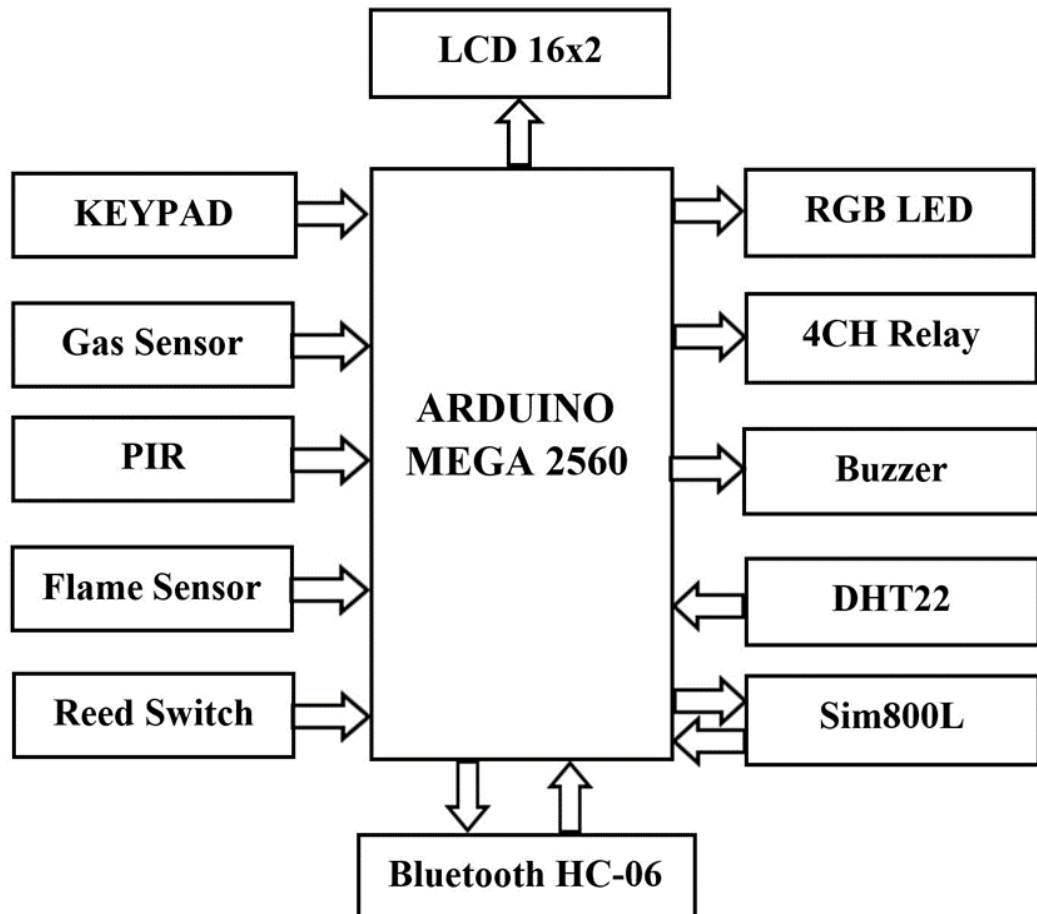 LCD 16x2
KEYPAD
Gas Sensor
PIR
Flame Sensor
Reed Switch
ARDUINO
MEGA 2560
RGB LED
4CH Relay
Buzzer
DHT22
Sim800L
Bluetooth HC-06